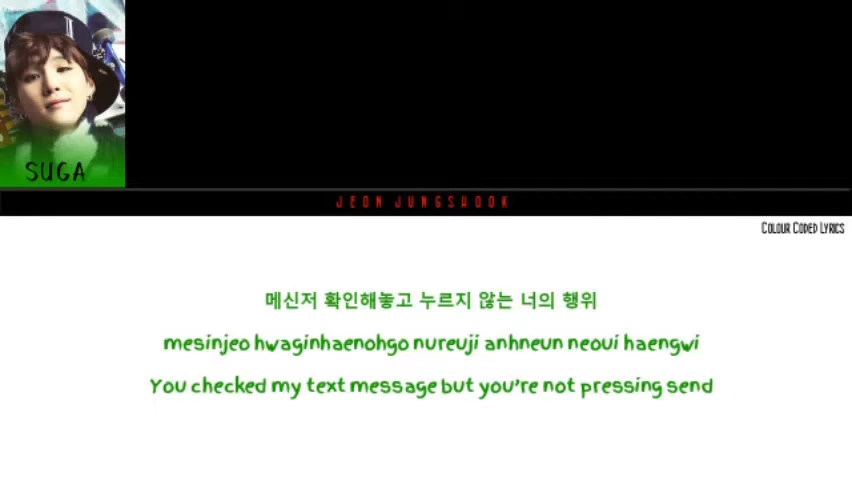 SUGA
JEON JUNGSHOOK
COLOUR CODED LYRICS
메신저 확인해놓고 누르지 않는 너의 행위
mesinjeo hwaginhaenohgo nureuji anhneun neoui haengwi
You checked my text message but you're not pressing send